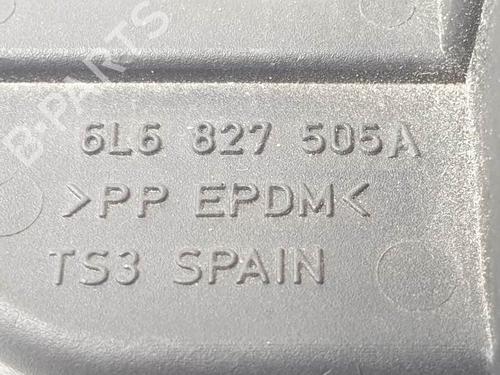 B-PARTS
6L6 827 505A
>PP EPDM<
TS3 SPAIN